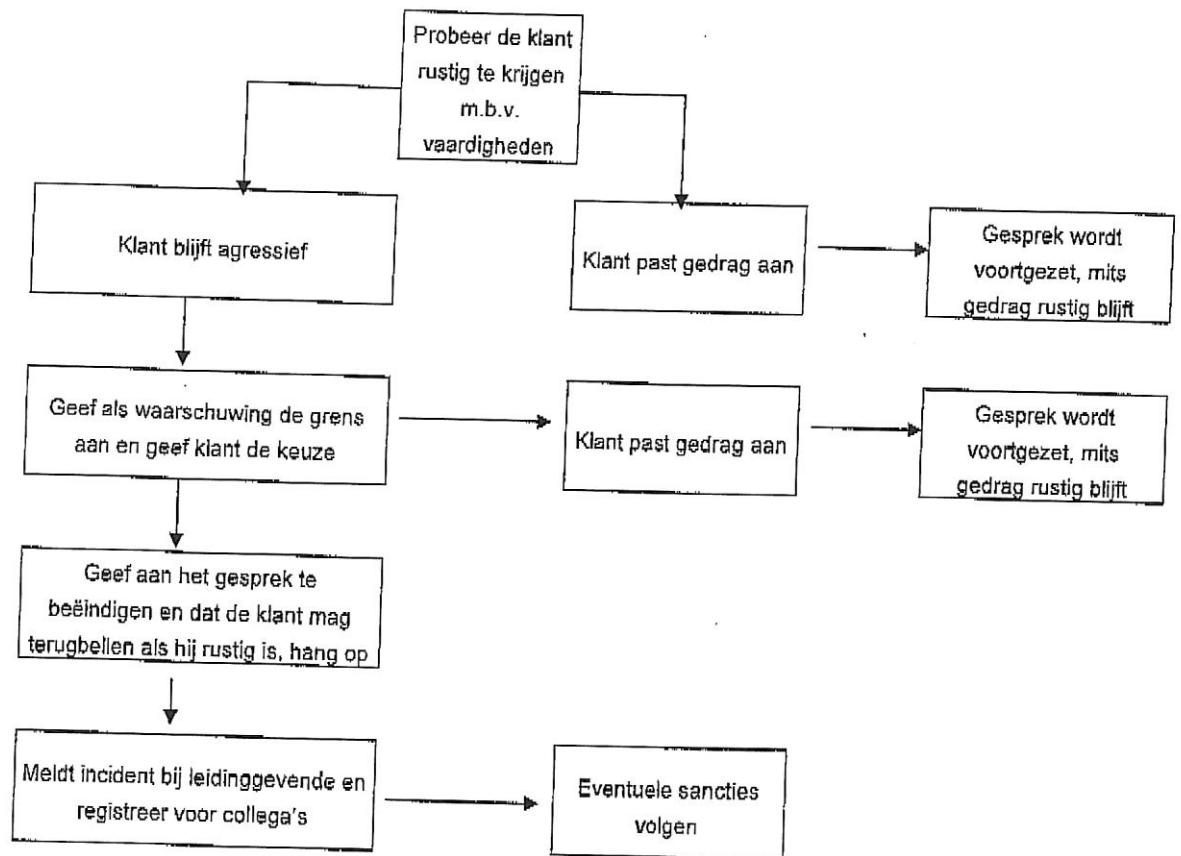 Probeer de klant
rustig te krijgen
m.b.v.
vaardigheden
Klant blijft agressief
Klant past gedrag aan
Gesprek wordt
voortgezet, mits
gedrag rustig blijft
Geef als waarschuwing de grens
aan en geef klant de keuze
Klant past gedrag aan
Gesprek wordt
voortgezet, mits
gedrag rustig blijft
Geef aan het gesprek te
beëindigen en dat de klant mag
terugbellen als hij rustig is, hang op
Meldt incident bij leidinggevende en
registreer voor collega's
Eventuele sancties
volgen